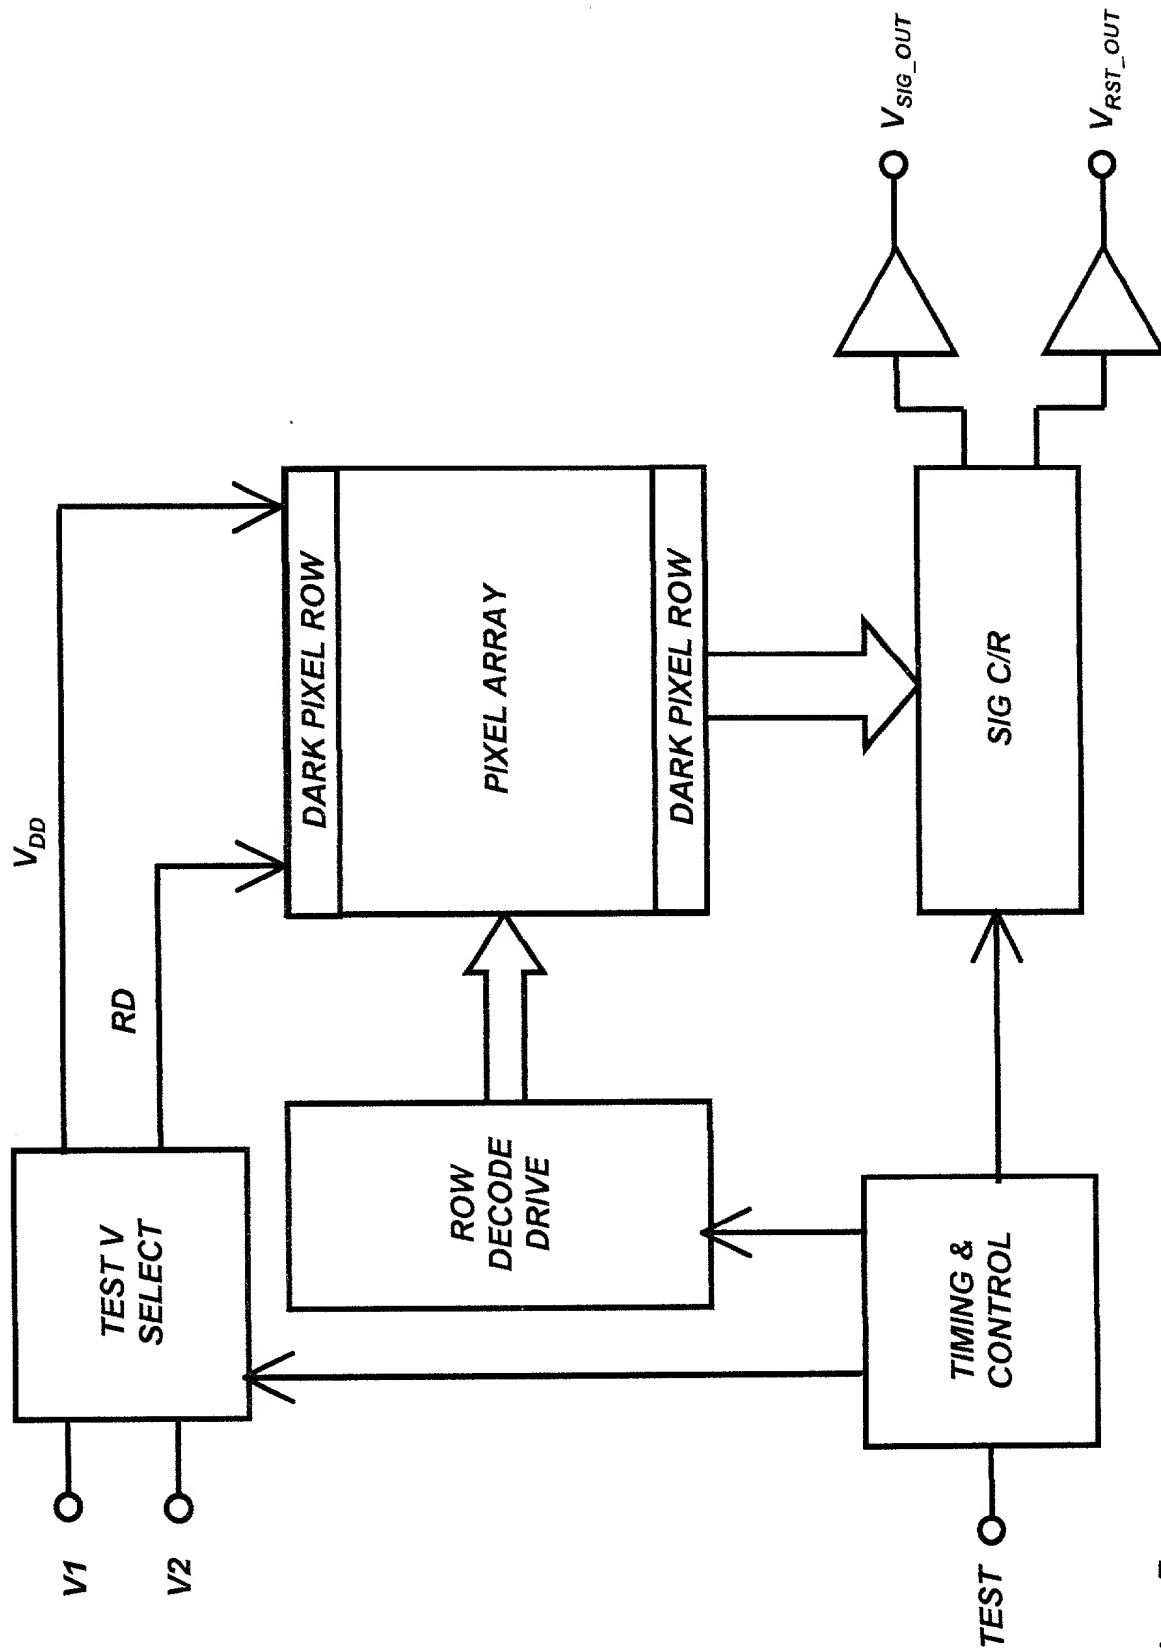 V1
V2
TEST V
SELECT
V_DD
RD
ROW
DECODE
DRIVE
DARK PIXEL ROW
PIXEL ARRAY
DARK PIXEL ROW
TEST
TIMING &
CONTROL
SIG C/R
V_SIG_OUT
V_RST_OUT